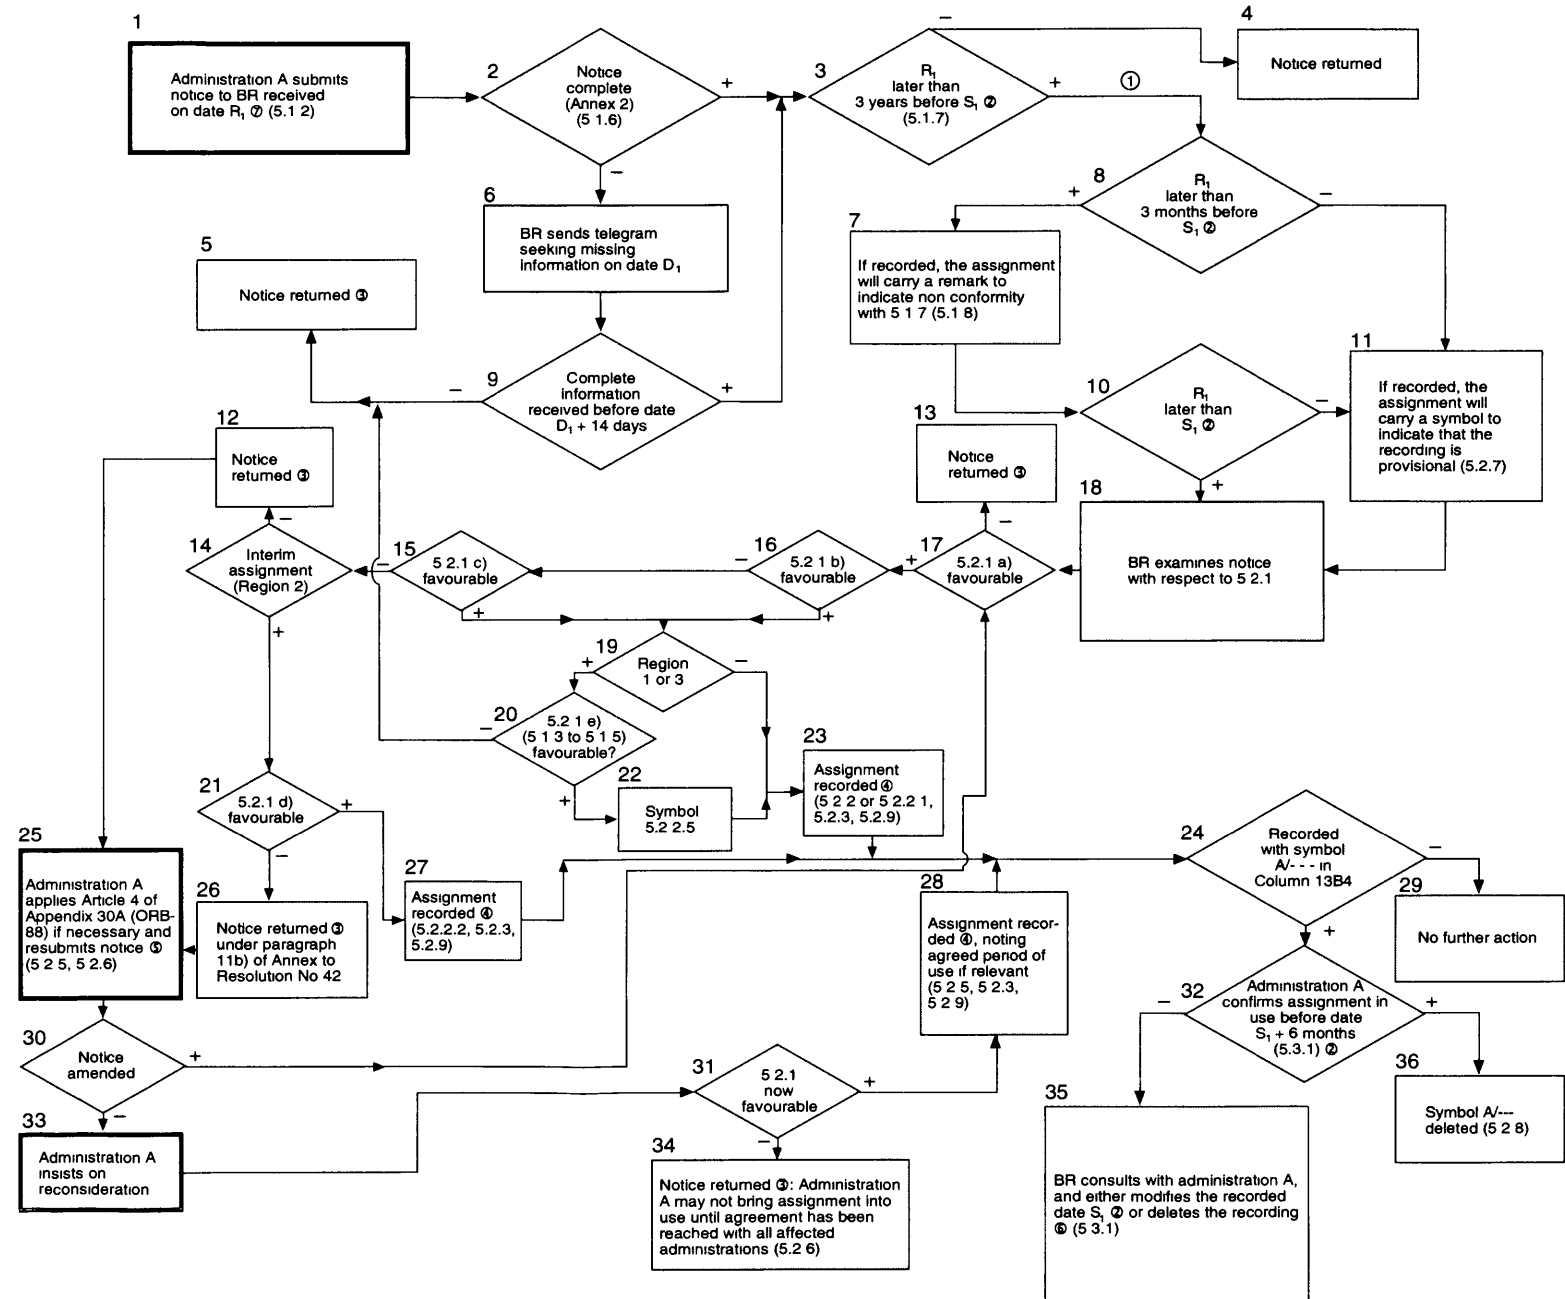 1
Administration A submits
notice to BR received
on date R₁ ⑦ (5.1 2)
2
Notice
complete
(Annex 2)
(5 1.6)
+
−
3
R₁
later than
3 years before S₁ ②
(5.1.7)
−
+
①
4
Notice returned
5
Notice returned ③
6
BR sends telegram
seeking missing
information on date D₁
7
If recorded, the assignment
will carry a remark to
indicate non conformity
with 5 1 7 (5.1 8)
8
R₁
later than
3 months before
S₁ ②
+
−
9
Complete
information
received before date
D₁ + 14 days
−
+
10
R₁
later than
S₁ ②
−
+
11
If recorded, the
assignment will
carry a symbol to
indicate that the
recording is
provisional (5.2.7)
12
Notice
returned ③
13
Notice
returned ③
14
Interim
assignment
(Region 2)
−
+
15
5 2.1 c)
favourable
−
+
16
5.2 1 b)
favourable
−
+
17
5.2.1 a)
favourable
−
+
18
BR examines notice
with respect to 5 2.1
19
Region
1 or 3
+
−
20
5.2 1 e)
(5 1 3 to 5 1 5)
favourable?
−
+
21
5.2.1 d)
favourable
+
−
22
Symbol
5.2 2.5
23
Assignment
recorded ④
(5 2 2 or 5 2.2 1,
5.2.3, 5.2.9)
24
Recorded
with symbol
A/- - - in
Column 13B4
−
+
25
Administration A
applies Article 4 of
Appendix 30A (ORB-
88) if necessary and
resubmits notice ⑤
(5 2 5, 5 2.6)
26
Notice returned ③
under paragraph
11b) of Annex to
Resolution No 42
27
Assignment
recorded ④
(5.2.2.2, 5.2.3,
5.2.9)
28
Assignment recor-
ded ④, noting
agreed period of
use if relevant
(5 2 5, 5 2.3,
5 2 9)
29
No further action
30
Notice
amended
+
−
31
5 2.1
now
favourable
+
−
32
Administration A
confirms assignment in
use before date
S₁ + 6 months
(5.3.1) ②
−
+
33
Administration A
insists on
reconsideration
34
Notice returned ③: Administration
A may not bring assignment into
use until agreement has been
reached with all affected
administrations (5.2 6)
35
BR consults with administration A,
and either modifies the recorded
date S₁ ② or deletes the recording
⑥ (5 3.1)
36
Symbol A/---
deleted (5 2 8)